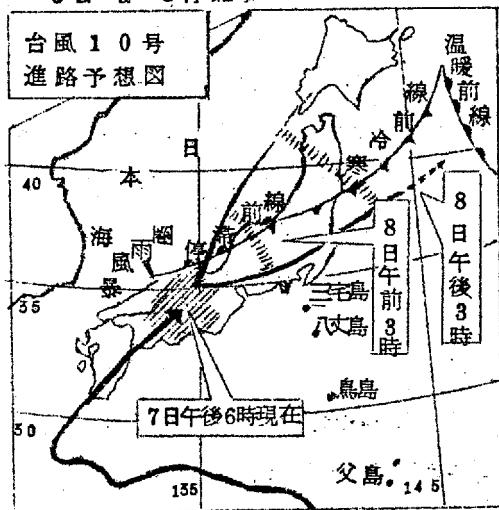 台風10号
進路予想図
温暖前線
寒冷前線
停滞前線
日本海
暴風雨圏
40
35
30
135
145
8日午後3時
8日午前3時
7日午後6時現在
三宅島
八丈島
鳥島
父島